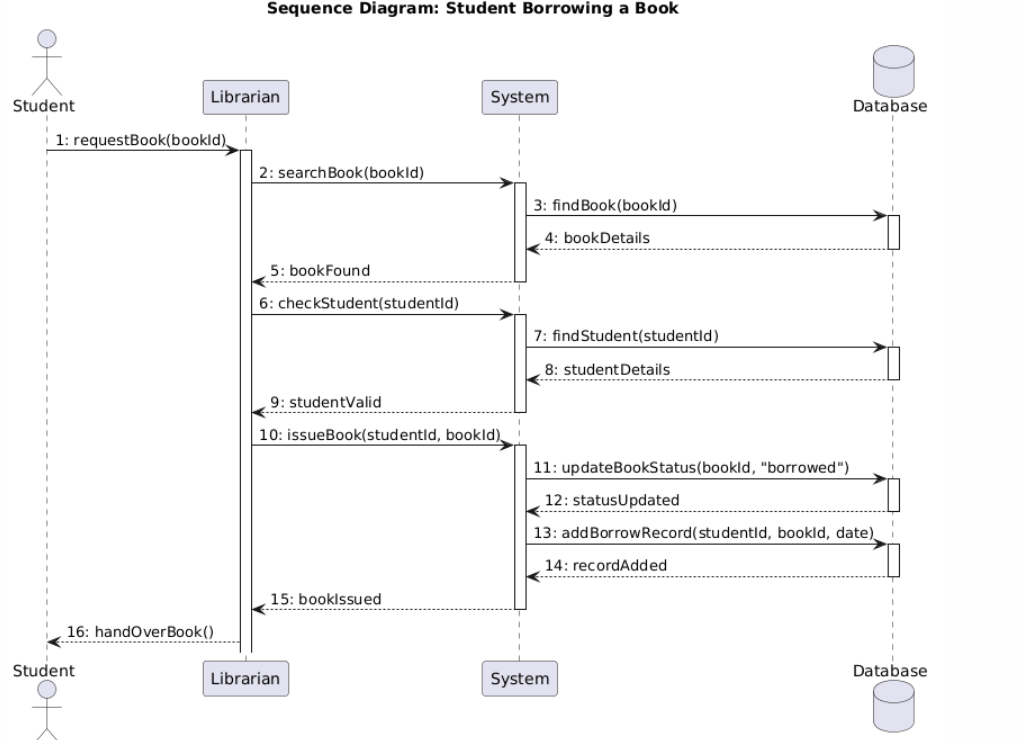 Sequence Diagram: Student Borrowing a Book
Student
Librarian
System
Database
1: requestBook(bookId)
2: searchBook(bookId)
3: findBook(bookId)
4: bookDetails
5: bookFound
6: checkStudent(studentId)
7: findStudent(studentId)
8: studentDetails
9: studentValid
10: issueBook(studentId, bookId)
11: updateBookStatus(bookId, "borrowed")
12: statusUpdated
13: addBorrowRecord(studentId, bookId, date)
14: recordAdded
15: bookIssued
16: handOverBook()
Student
Librarian
System
Database